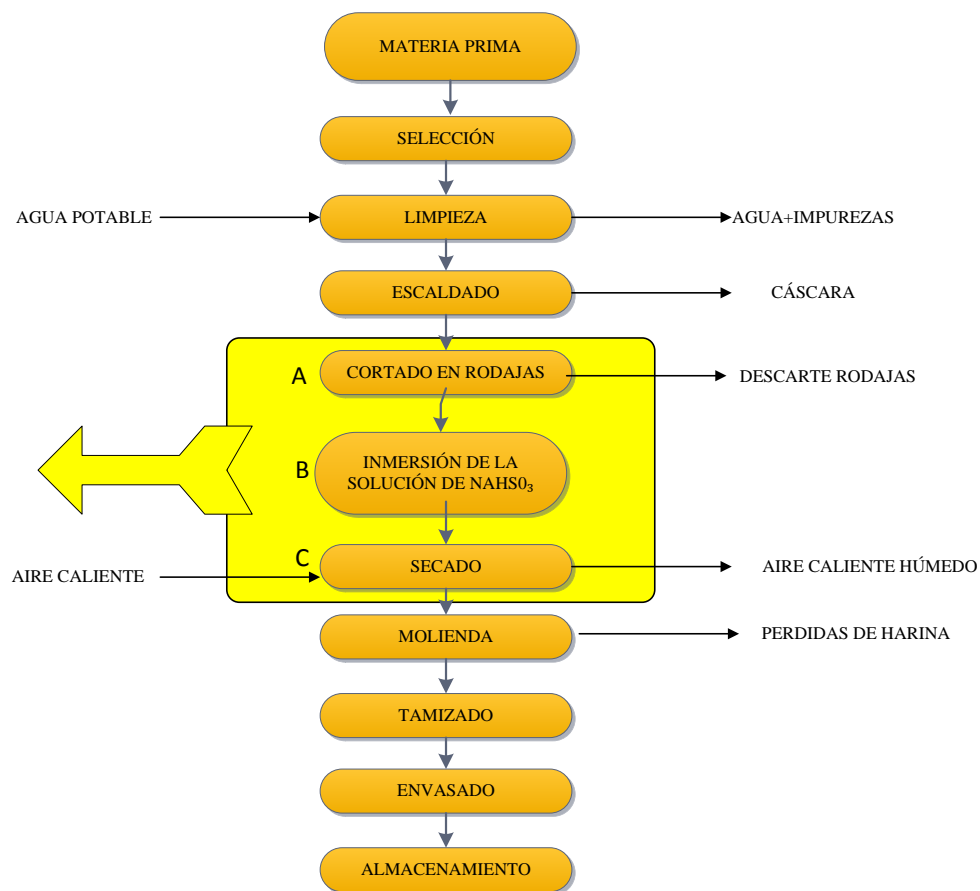 MATERIA PRIMA
SELECCIÓN
AGUA POTABLE
LIMPIEZA
AGUA+IMPUREZAS
ESCALDADO
CÁSCARA
A
CORTADO EN RODAJAS
DESCARTE RODAJAS
B
INMERSIÓN DE LA
SOLUCIÓN DE NAHS0₃
C
AIRE CALIENTE
SECADO
AIRE CALIENTE HÚMEDO
MOLIENDA
PERDIDAS DE HARINA
TAMIZADO
ENVASADO
ALMACENAMIENTO